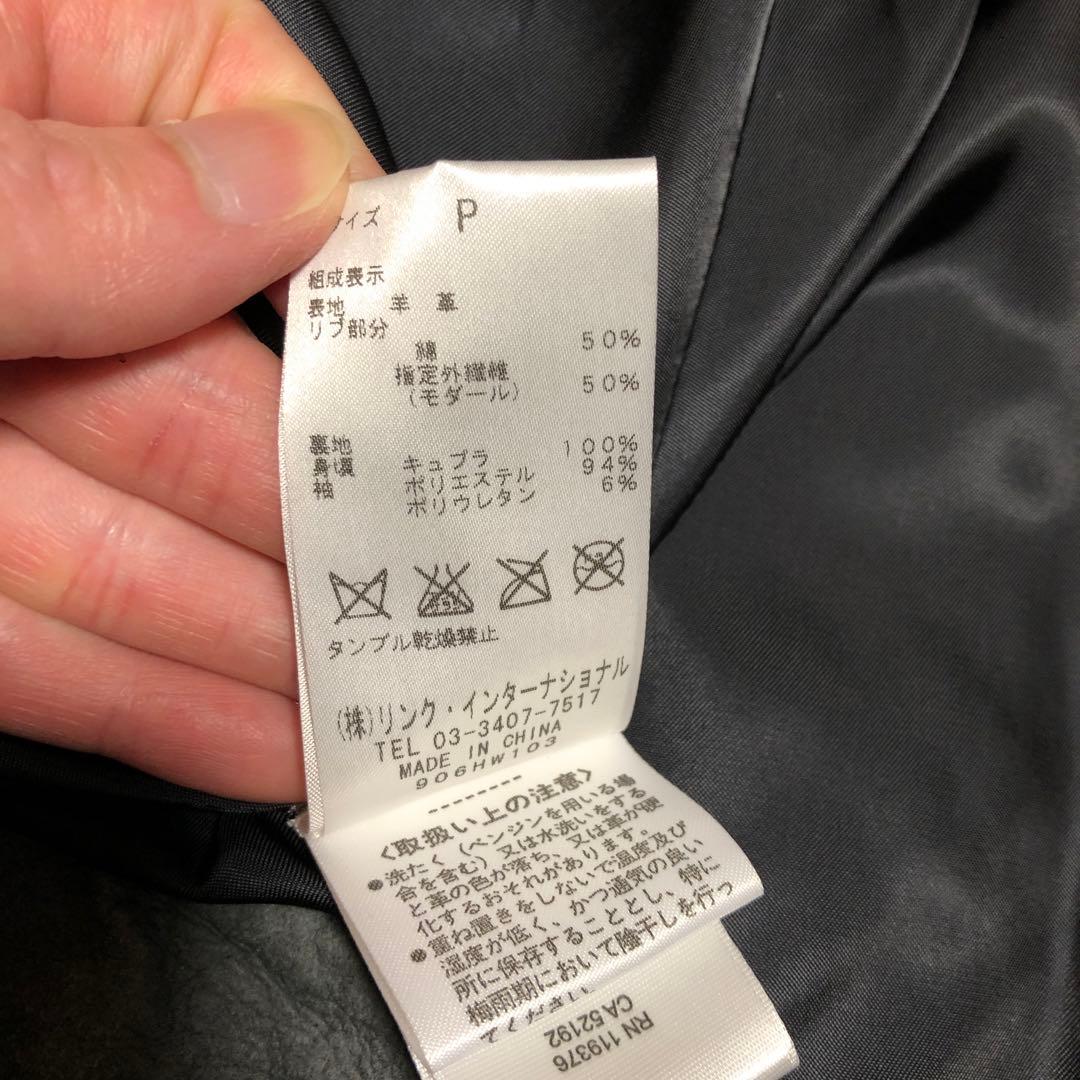 サイズ P
組成表示
表地 羊革
リブ部分
綿 50%
指定外繊維 50%
(モダール)
裏地
身頃 キュプラ 100%
袖 ポリエステル 94%
ポリウレタン 6%
タンブル乾燥禁止
(株)リンク・インターナショナル
TEL 03-3407-7517
MADE IN CHINA
906HW103
--------
<取扱い上の注意>
●洗たく(ベンジンを用いる場
合を含む)又は水洗いをする
と革の色が落ち、又は革が硬
化するおそれがあります。
●重ね置きをしないで温度及び
湿度が低く、かつ通気の良い
所に保存することとし、特に
梅雨期において陰干しを行っ
てください
RN 119376
CA 52192